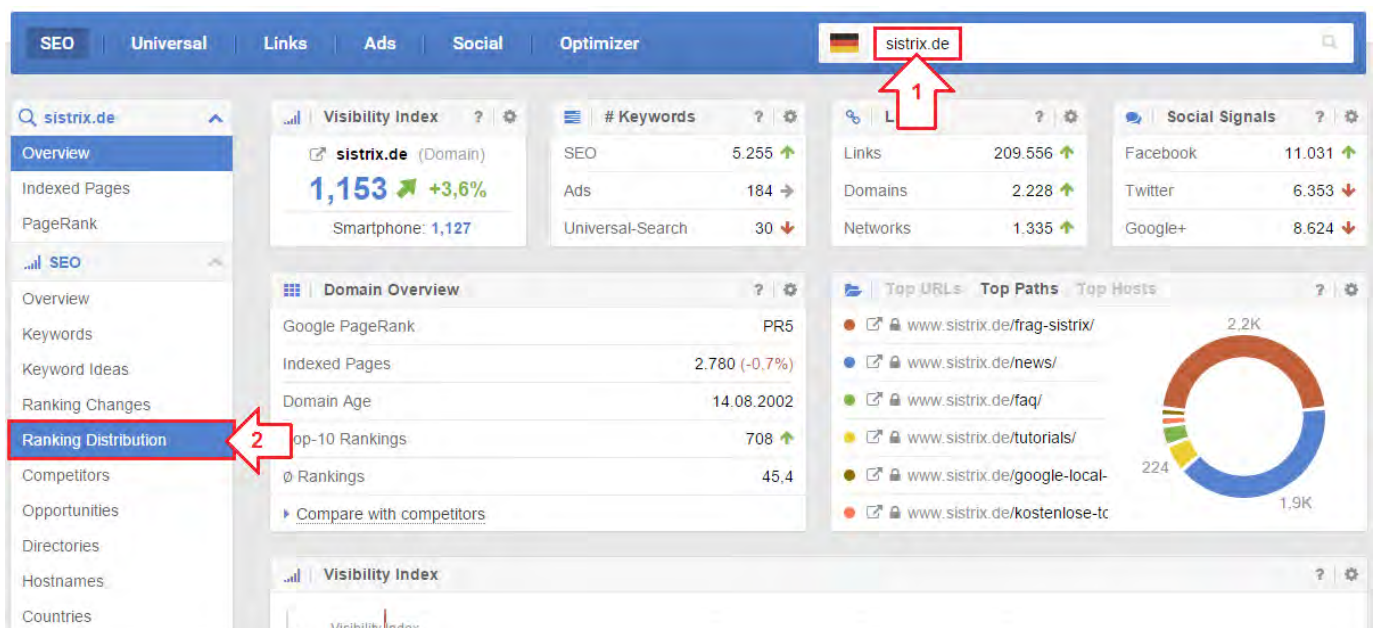 SEO Universal Links Ads Social Optimizer sistrix.de
1
sistrix.de
Overview
Indexed Pages
PageRank
SEO
Overview
Keywords
Keyword Ideas
Ranking Changes
Ranking Distribution
2
Competitors
Opportunities
Directories
Hostnames
Countries
Visibility Index ?
sistrix.de (Domain)
1,153 +3,6%
Smartphone: 1,127
# Keywords ?
SEO 5.255
Ads 184
Universal-Search 30
L ?
Links 209.556
Domains 2.228
Networks 1.335
Social Signals ?
Facebook 11.031
Twitter 6.353
Google+ 8.624
Domain Overview ?
Google PageRank PR5
Indexed Pages 2.780 (-0,7%)
Domain Age 14.08.2002
op-10 Rankings 708
Ø Rankings 45,4
Compare with competitors
Top URLs Top Paths Top Hosts ?
www.sistrix.de/frag-sistrix/
www.sistrix.de/news/
www.sistrix.de/faq/
www.sistrix.de/tutorials/
www.sistrix.de/google-local-
www.sistrix.de/kostenlose-tc
2,2K
224
1,9K
Visibility Index ?
Visibility Index